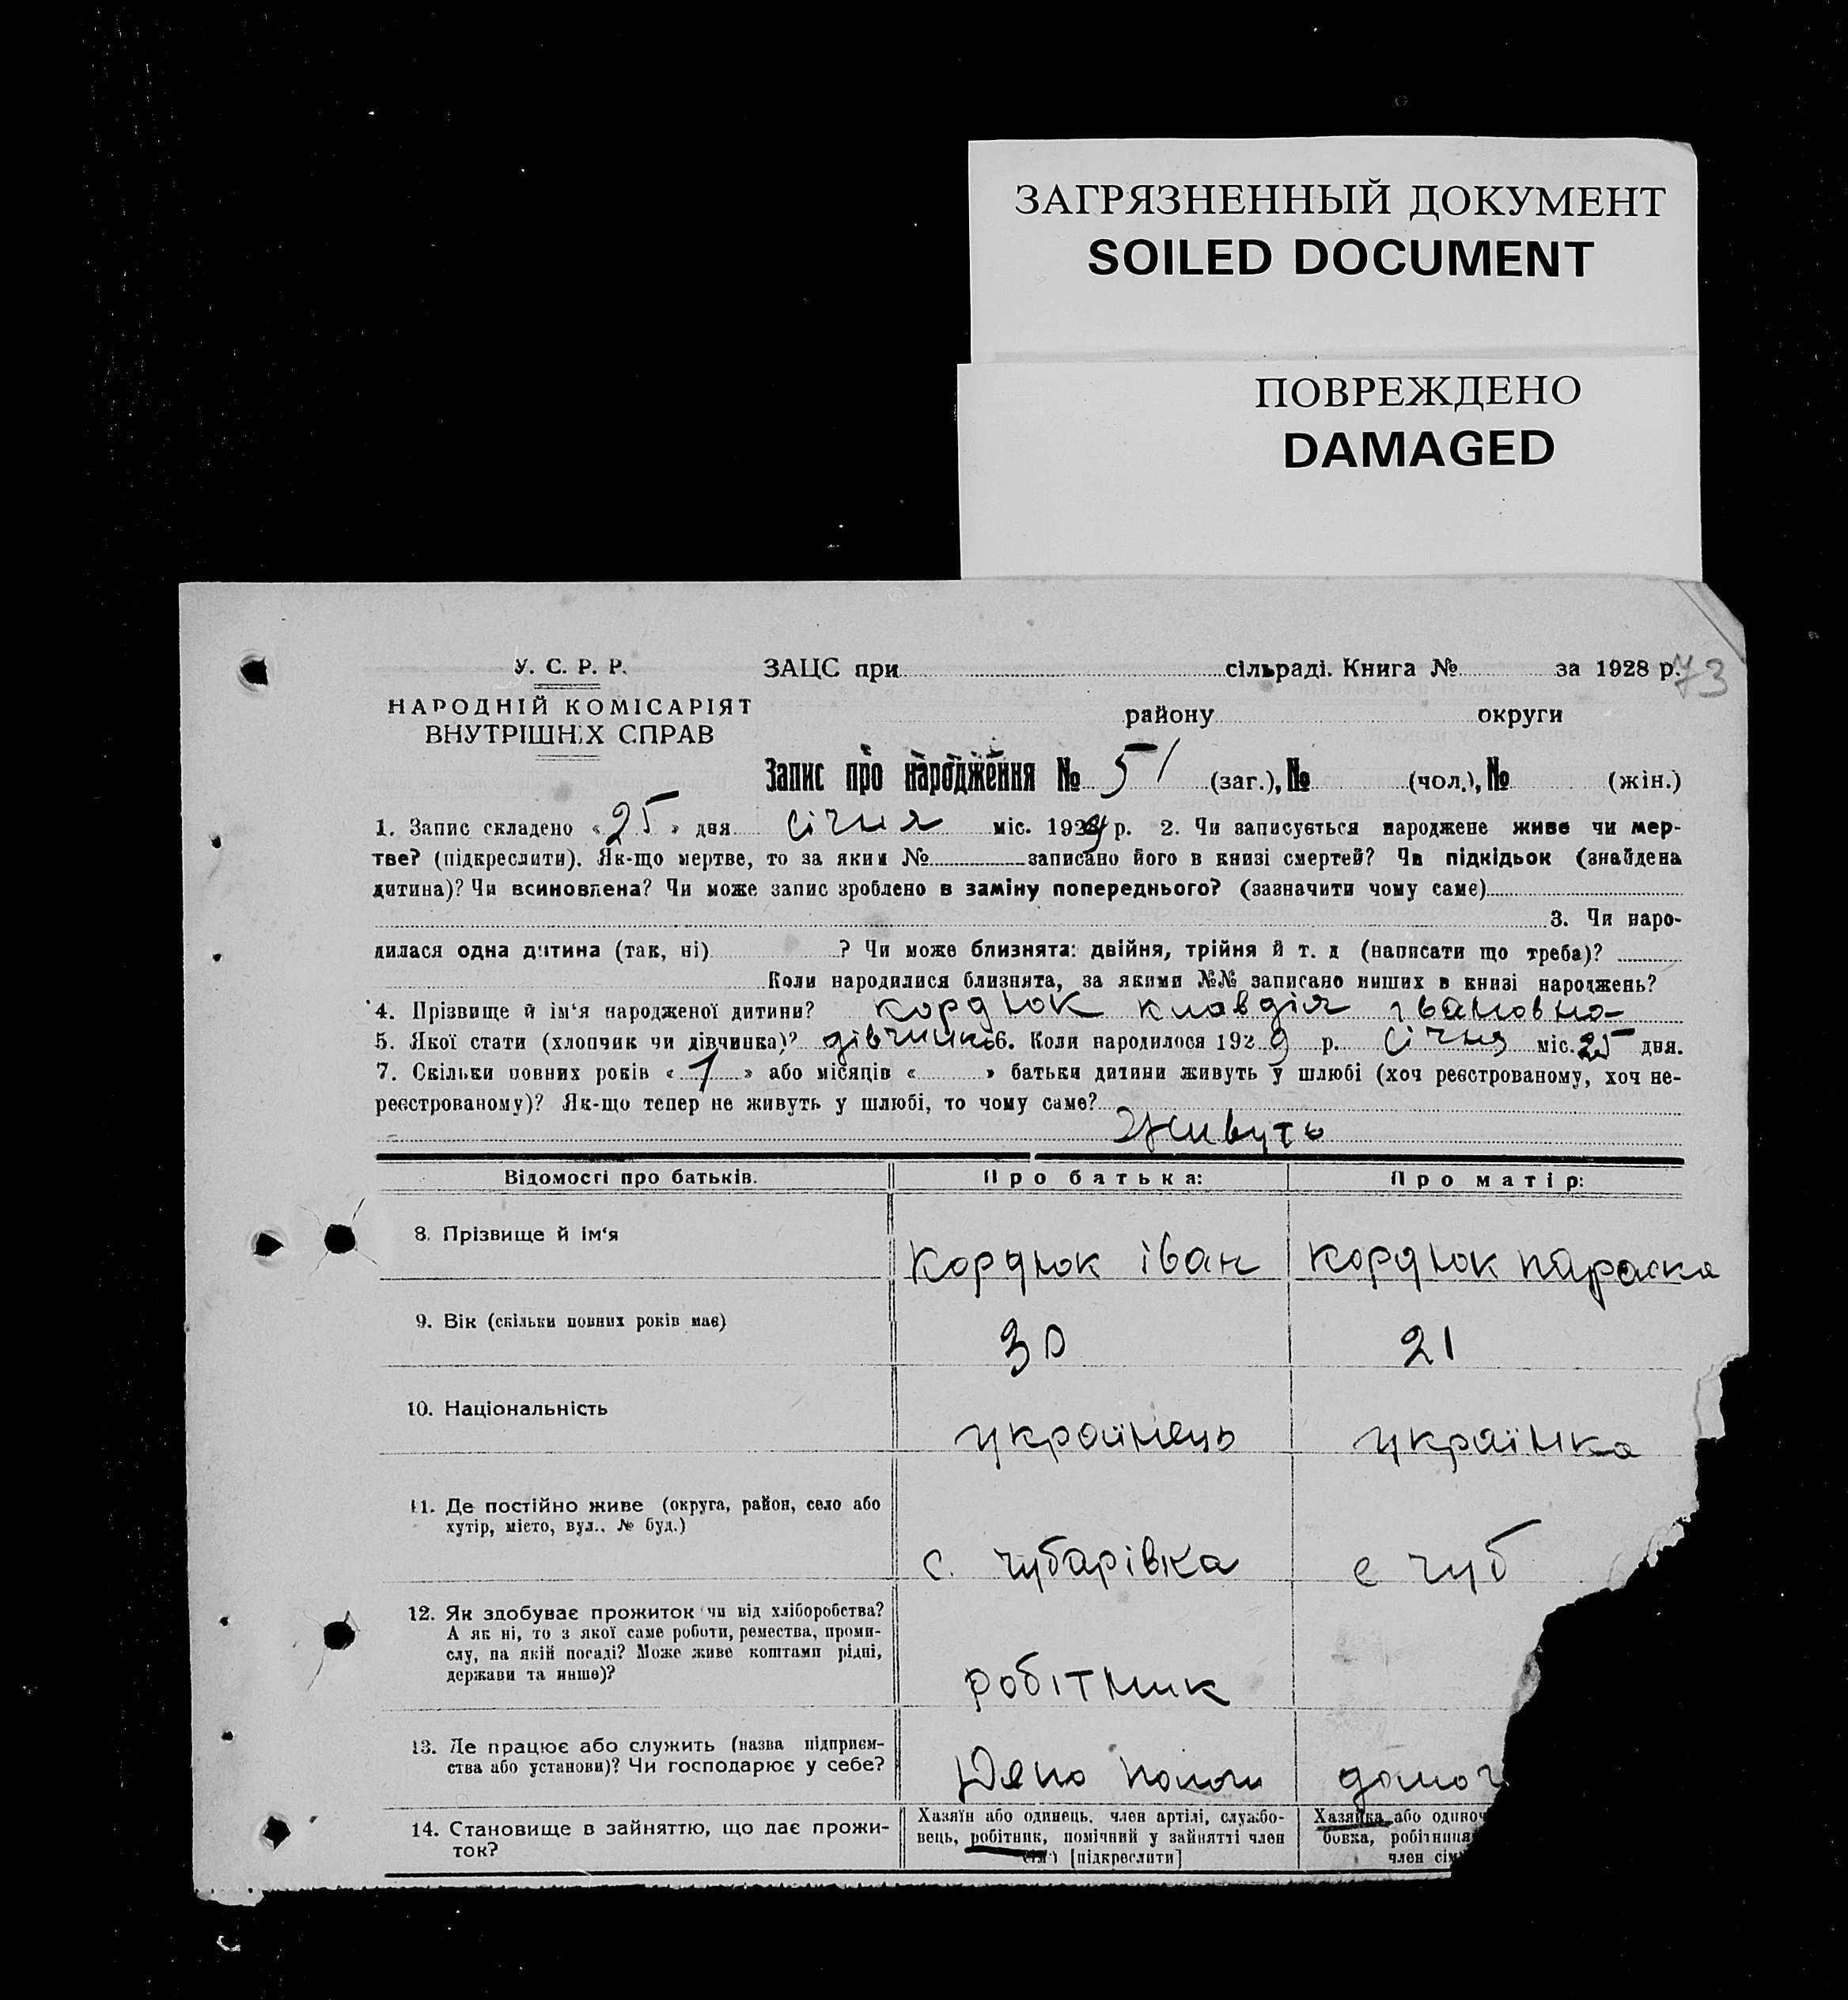 ЗАГРЯЗНЕННЫЙ ДОКУМЕНТ
SOILED DOCUMENT
ПОВРЕЖДЕНО
DAMAGED
У. С. Р. Р.
НАРОДНІЙ КОМІСАРІЯТ
ВНУТРІШНІХ СПРАВ
ЗАЦС при сільраді. Книга № за 1928 р. 73
району округи
Запис про народження № 51 (заг.), № (чол.), № (жін.)
1. Запис складено «25» дня січня міс. 1929 р. 2. Чи записується народжене живе чи мер-
тве? (підкреслити). Як-що мертве, то за яким № записано його в книзі смертей? Чи підкідьок (знайдена
дитина)? Чи всиновлена? Чи може запис зроблено в заміну попереднього? (зазначити чому саме)
3. Чи наро-
дилася одна дитина (так, ні) ? Чи може близнята: двійня, трійня й т. д (написати що треба)?
Коли народилися близнята, за якими №№ записано инших в книзі народжень?
4. Прізвище й ім'я народженої дитини? Кордюк Клавдія Івановна
5. Якої стати (хлопчик чи дівчинка)? дівчинка 6. Коли народилося 1929 р. Січня міс. 25 дня.
7. Скільки повних років «1» або місяців « » батьки дитини живуть у шлюбі (хоч реєстрованому, хоч не-
реєстрованому)? Як-що тепер не живуть у шлюбі, то чому саме?
Живуть
Відомості про батьків. Про батька: Про матір:
8. Прізвище й ім'я Кордюк Іван Кордюк Параска
9. Вік (скільки повних років має) 30 21
10. Національність українець українка
11. Де постійно живе (округа, район, село або
хутір, місто, вул., № буд.)
с. Чубарівка с Чуб
12. Як здобуває прожиток чи від хліборобства?
А як ні, то з якої саме роботи, ремества, проми-
слу, на якій посаді? Може живе коштами рідні,
держави та инше)?
робітник
13. Де працює або служить (назва підприєм-
ства або установи)? Чи господарює у себе?
Депо Пологи домог
14. Становище в зайняттю, що дає прожи-
ток?
Хазяїн або одинець, член артілі, службо-
вець, робітник, помічний у зайнятті член
[підкреслити]
Хазяйка або одиноч
бовка, робітниця
член сім